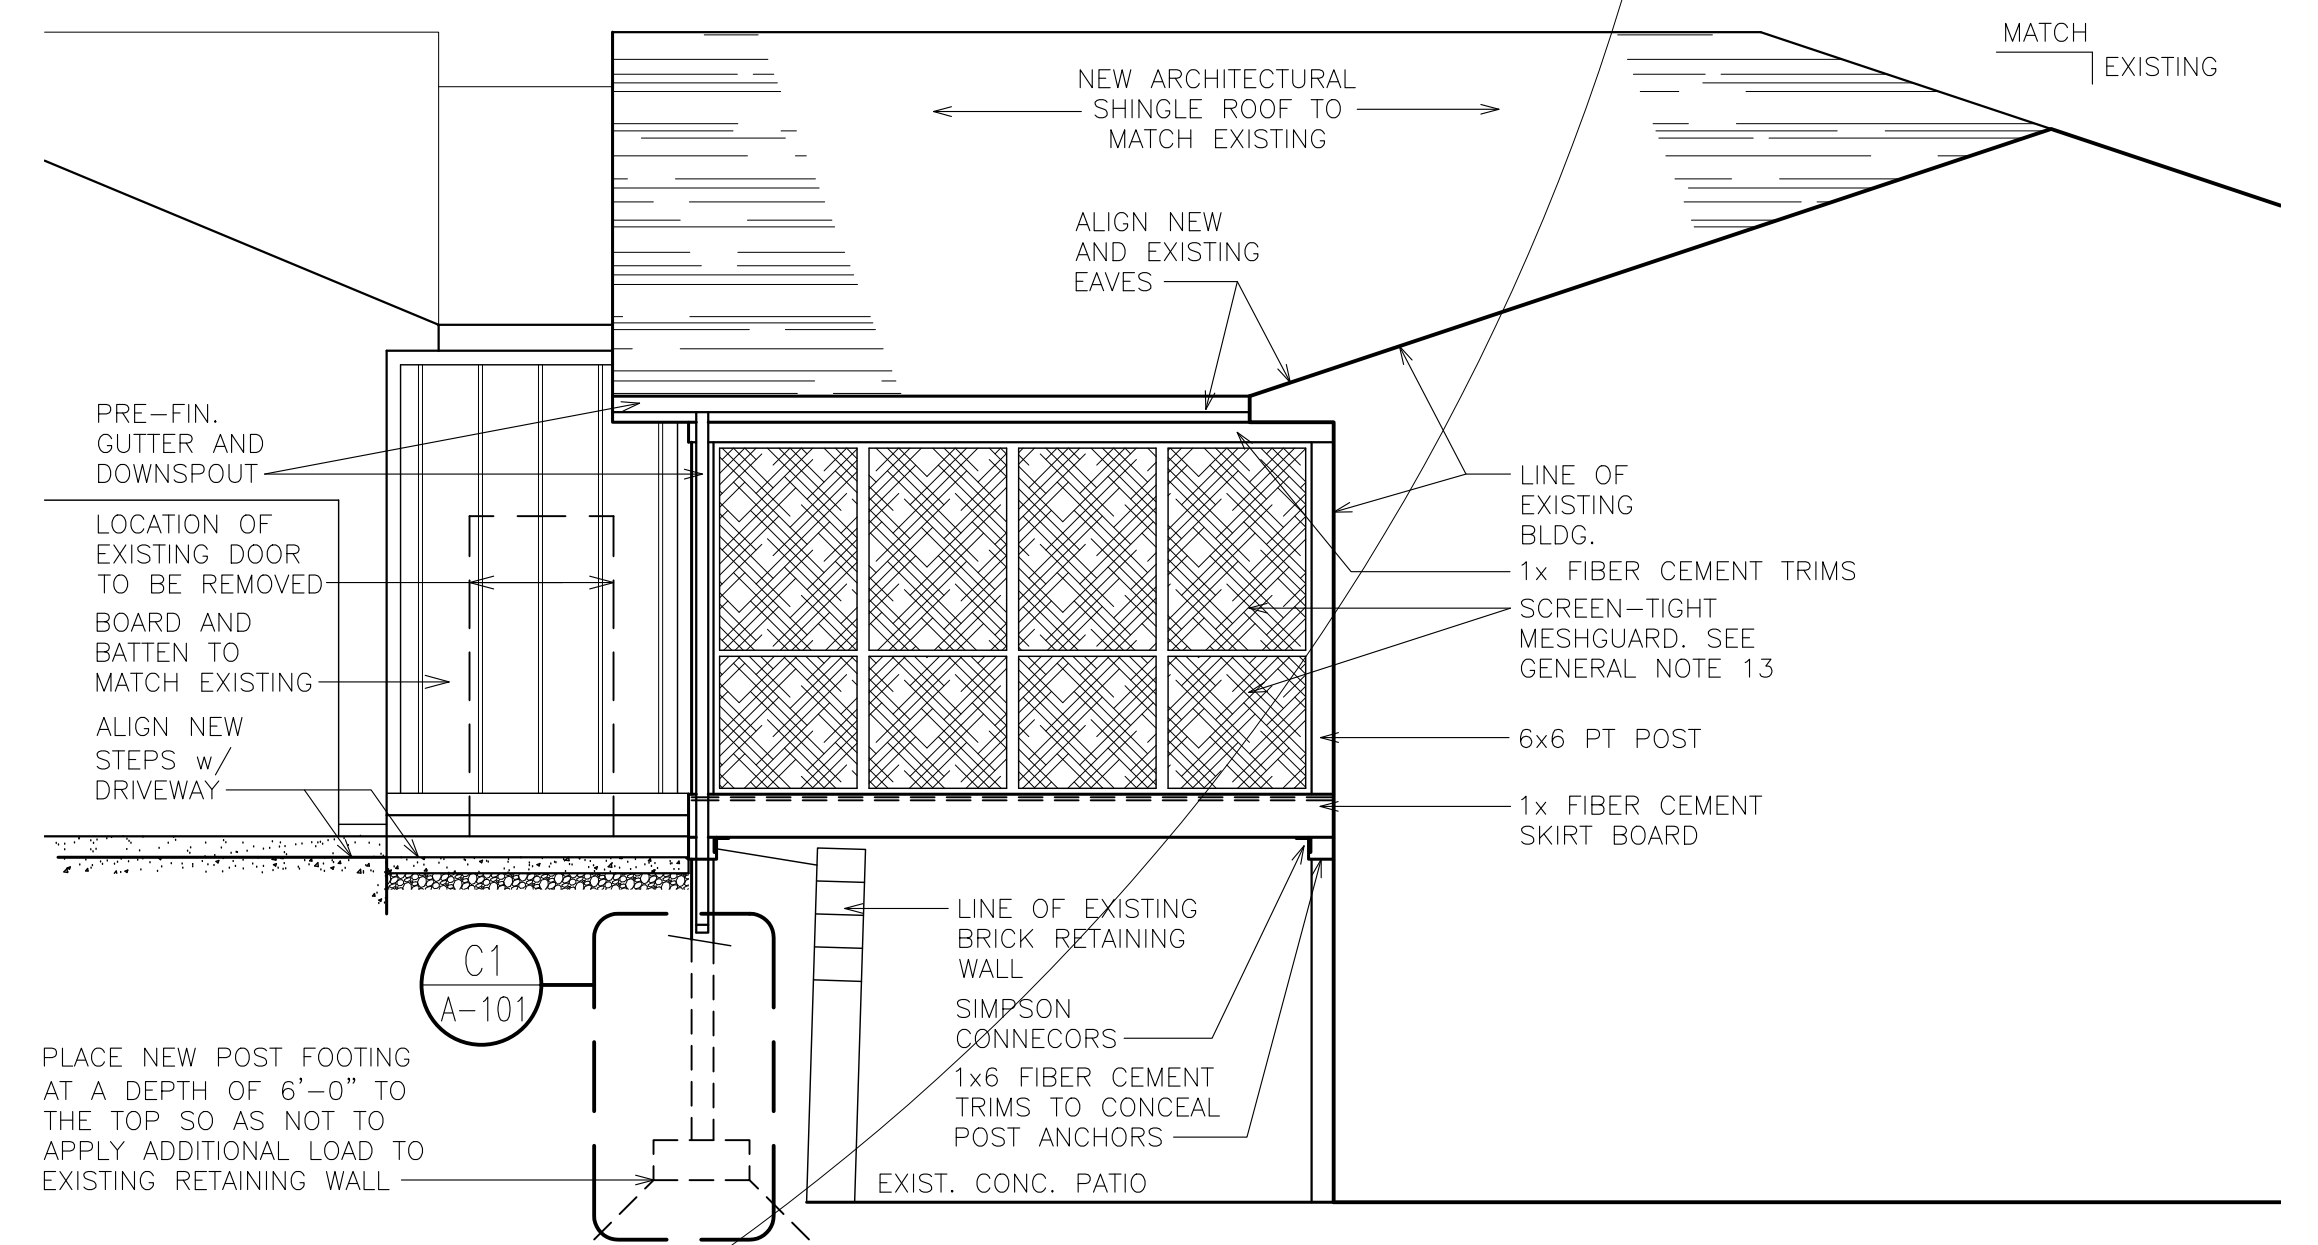 MATCH
EXISTING
NEW ARCHITECTURAL
SHINGLE ROOF TO
MATCH EXISTING
ALIGN NEW
AND EXISTING
EAVES
PRE-FIN.
GUTTER AND
DOWNSPOUT
LOCATION OF
EXISTING DOOR
TO BE REMOVED
BOARD AND
BATTEN TO
MATCH EXISTING
ALIGN NEW
STEPS w/
DRIVEWAY
LINE OF
EXISTING
BLDG.
1x FIBER CEMENT TRIMS
SCREEN-TIGHT
MESHGUARD. SEE
GENERAL NOTE 13
6x6 PT POST
1x FIBER CEMENT
SKIRT BOARD
C1
A-101
PLACE NEW POST FOOTING
AT A DEPTH OF 6'-0" TO
THE TOP SO AS NOT TO
APPLY ADDITIONAL LOAD TO
EXISTING RETAINING WALL
LINE OF EXISTING
BRICK RETAINING
WALL
SIMPSON
CONNECORS
1x6 FIBER CEMENT
TRIMS TO CONCEAL
POST ANCHORS
EXIST. CONC. PATIO